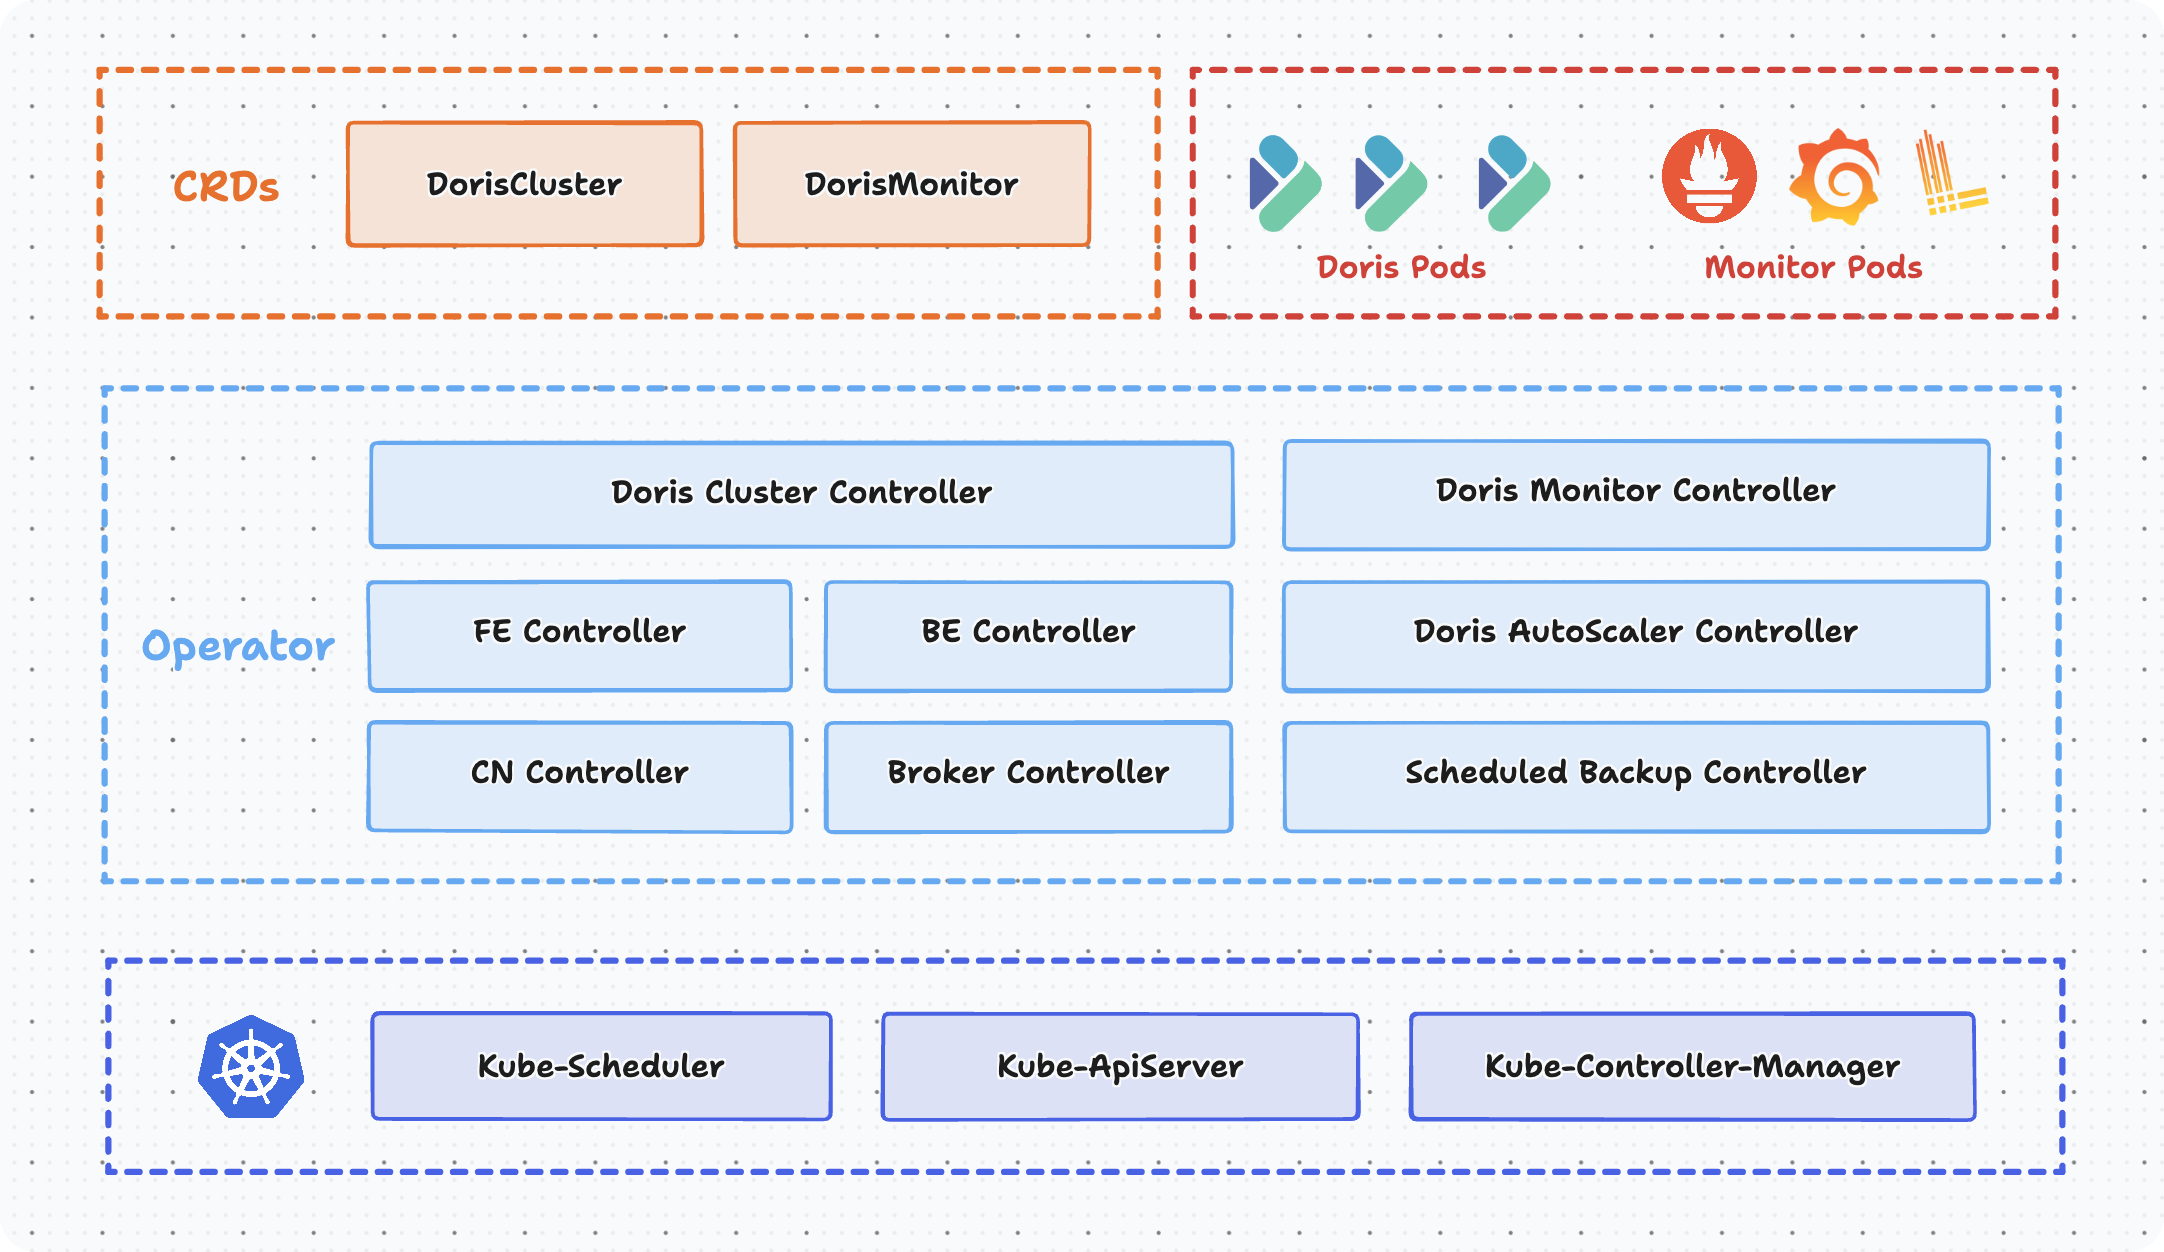 CRDs
DorisCluster
DorisMonitor
Doris Pods
Monitor Pods
Operator
Doris Cluster Controller
Doris Monitor Controller
FE Controller
BE Controller
Doris AutoScaler Controller
CN Controller
Broker Controller
Scheduled Backup Controller
Kube-Scheduler
Kube-ApiServer
Kube-Controller-Manager